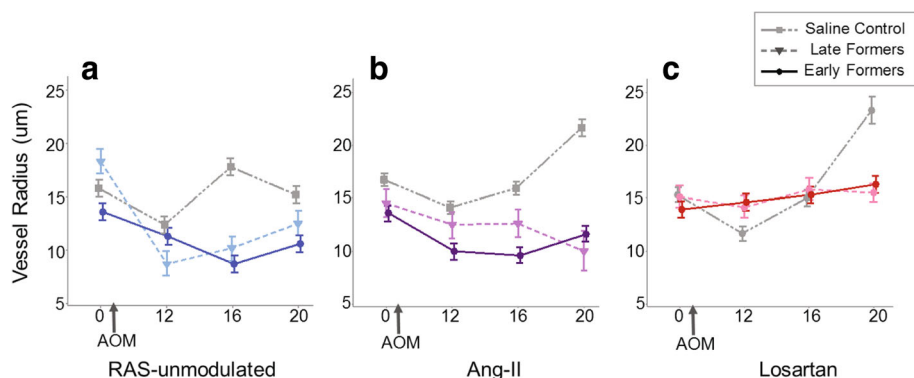 Saline Control
Late Formers
Early Formers
a
b
c
Vessel Radius (um)
25
20
15
10
5
0
12
16
20
AOM
RAS-unmodulated
25
20
15
10
5
0
12
16
20
AOM
Ang-II
25
20
15
10
5
0
12
16
20
AOM
Losartan